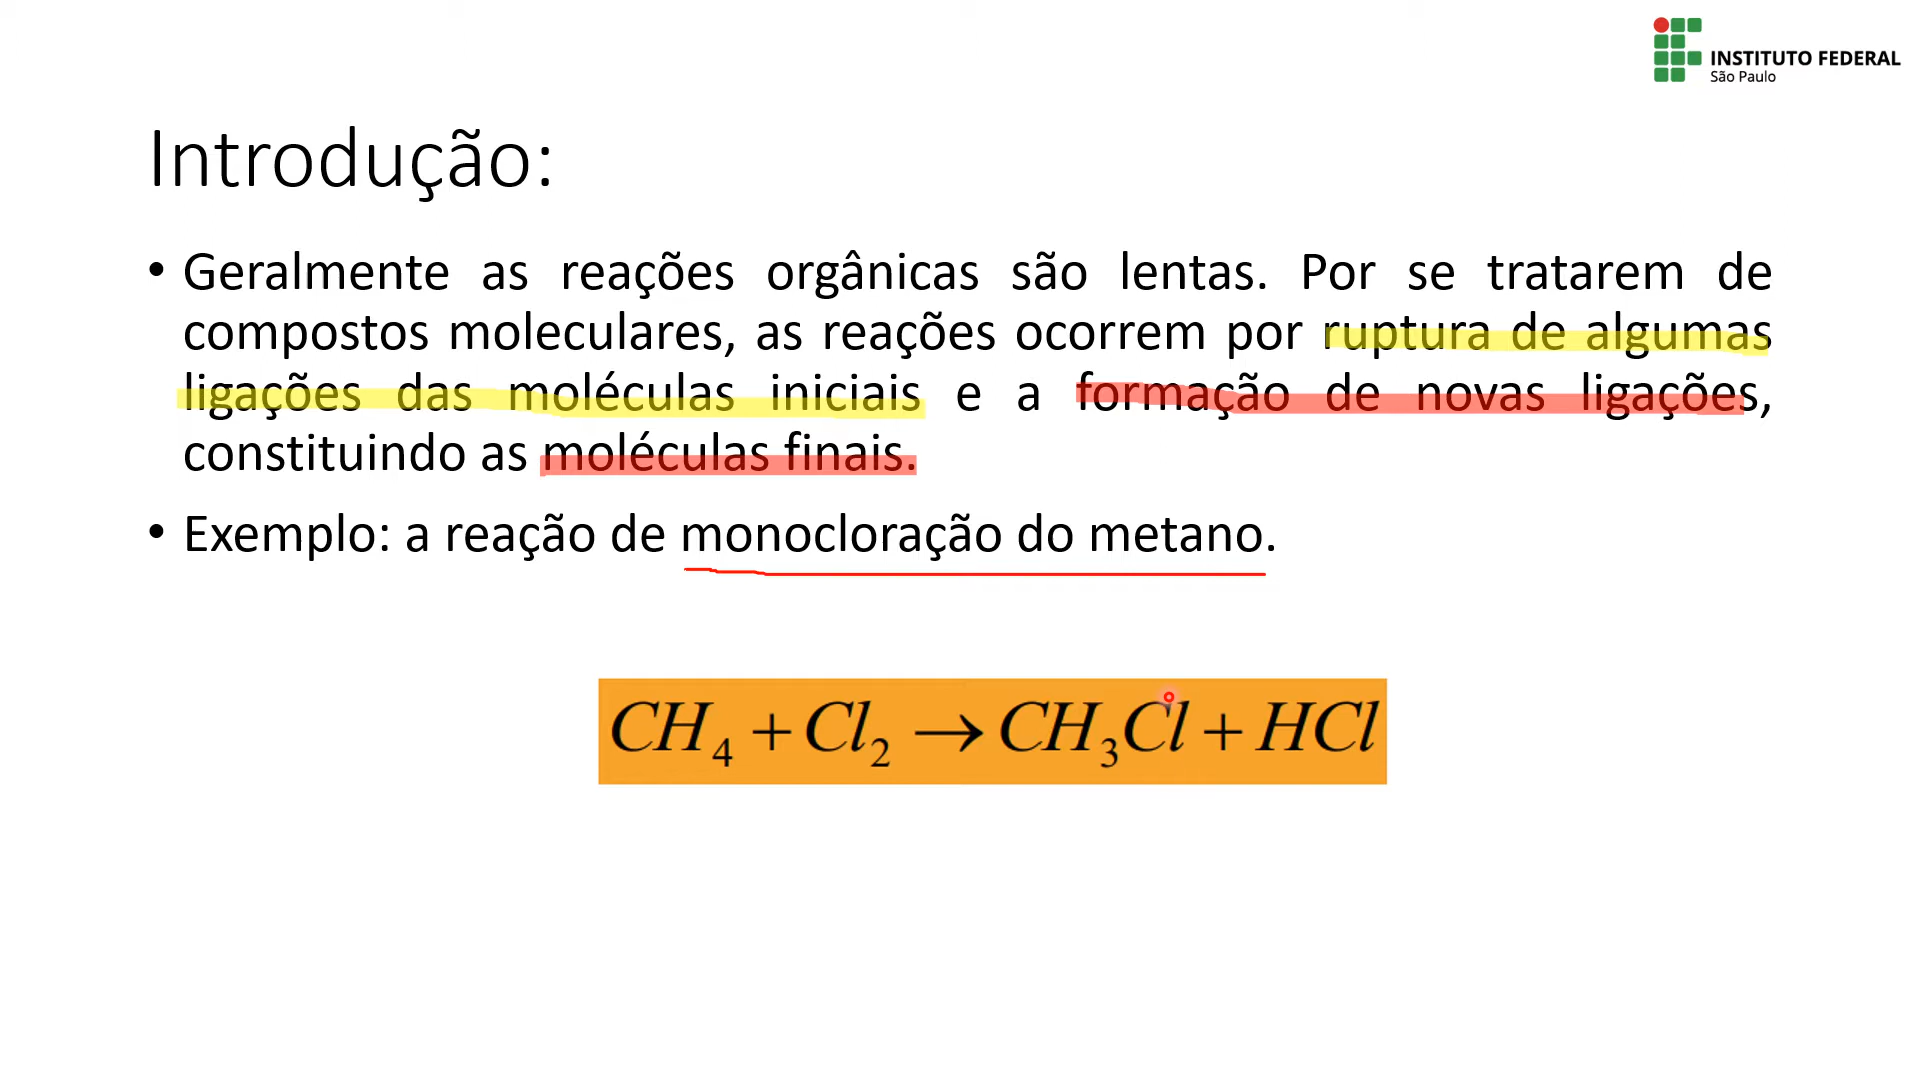 INSTITUTO FEDERAL
São Paulo
Introdução:
• Geralmente as reações orgânicas são lentas. Por se tratarem de
compostos moleculares, as reações ocorrem por ruptura de algumas
ligações das moléculas iniciais e a formação de novas ligações,
constituindo as moléculas finais.
• Exemplo: a reação de monocloração do metano.
CH₄ + Cl₂ → CH₃Cl + HCl